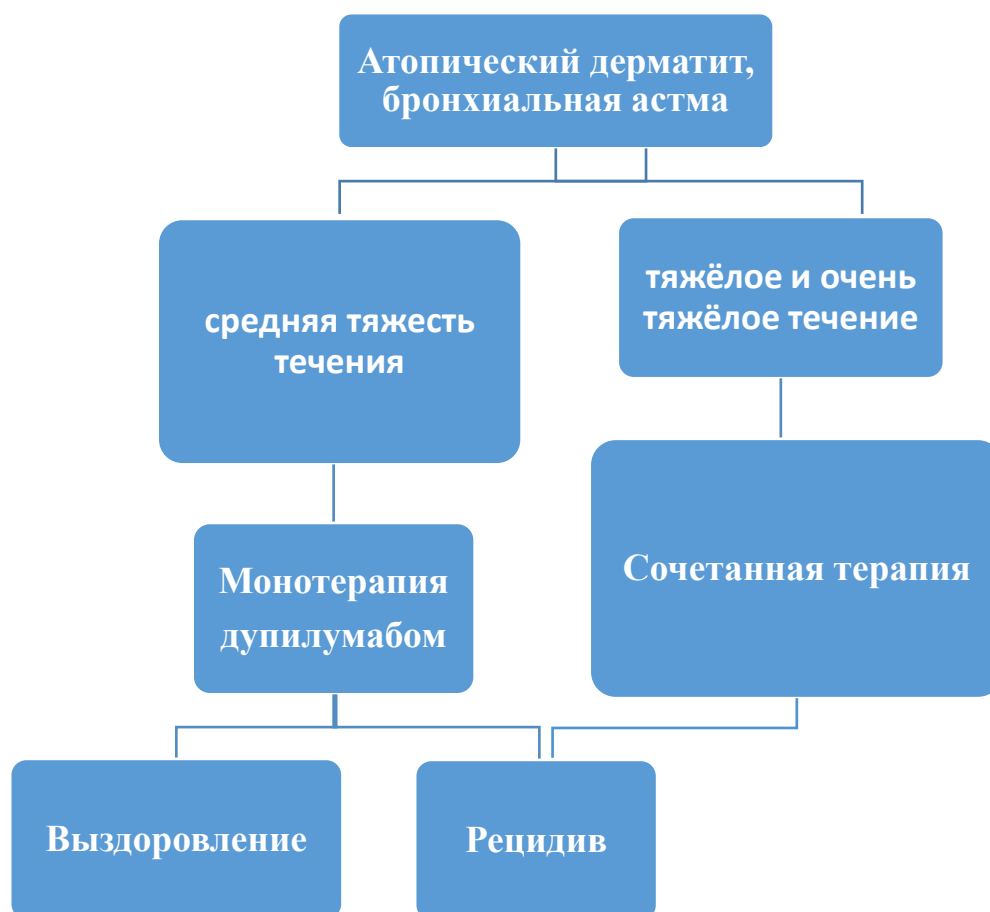 Атопический дерматит,
бронхиальная астма
средняя тяжесть
течения
тяжёлое и очень
тяжёлое течение
Монотерапия
дупилумабом
Сочетанная терапия
Выздоровление
Рецидив